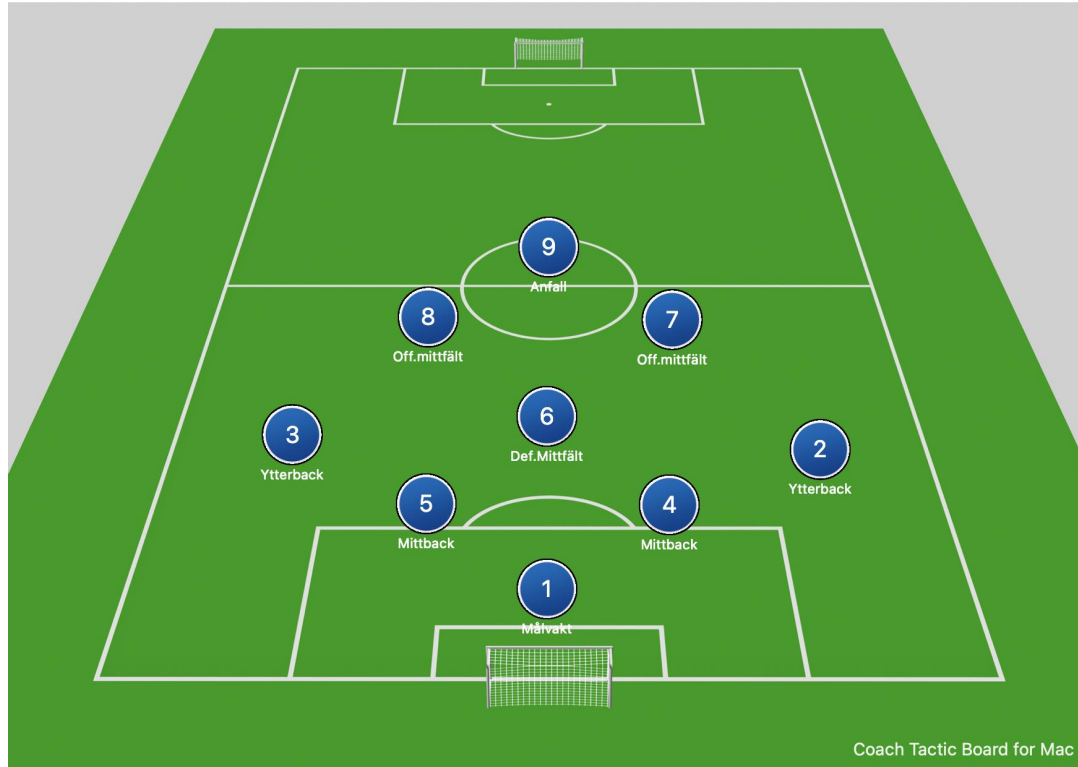 9
Anfall
8
Off.mittfält
7
Off.mittfält
6
Def.Mittfält
3
Ytterback
2
Ytterback
5
Mittback
4
Mittback
1
Målvakt
Coach Tactic Board for Mac